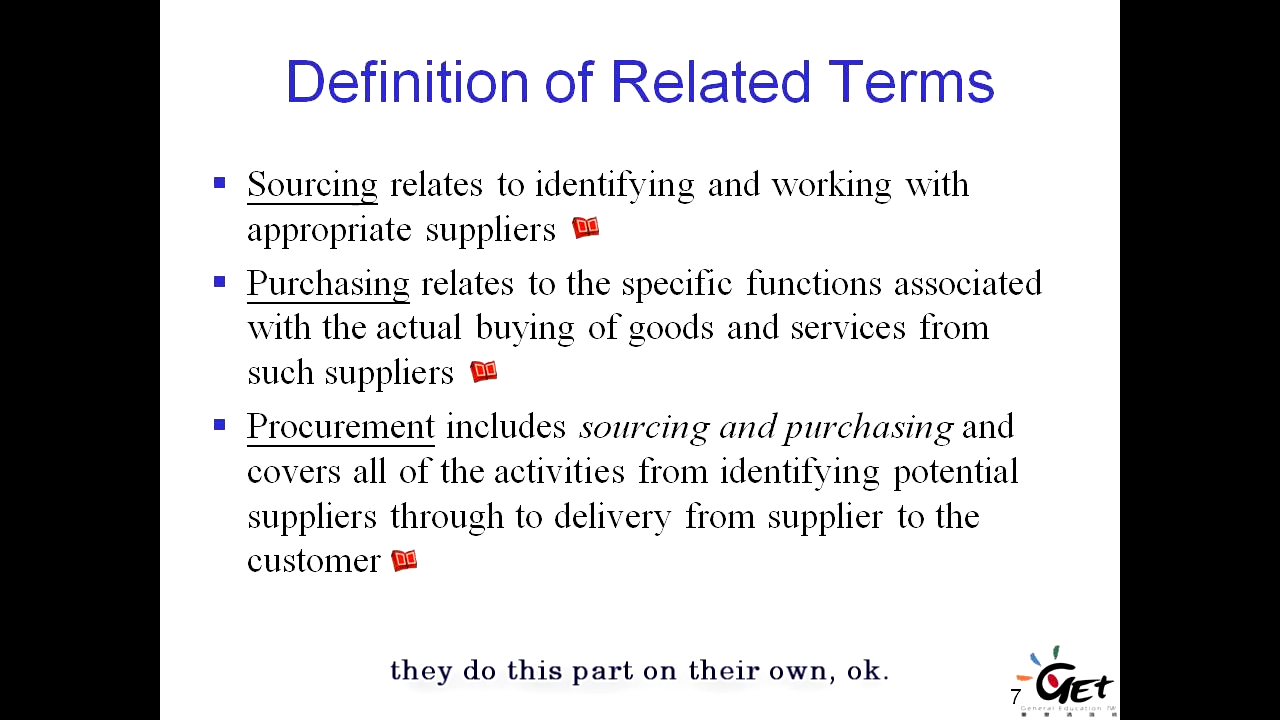 Definition of Related Terms
Sourcing relates to identifying and working with
appropriate suppliers
Purchasing relates to the specific functions associated
with the actual buying of goods and services from
such suppliers
Procurement includes sourcing and purchasing and
covers all of the activities from identifying potential
suppliers through to delivery from supplier to the
customer
they do this part on their own, ok.
7
GET
General Education TW